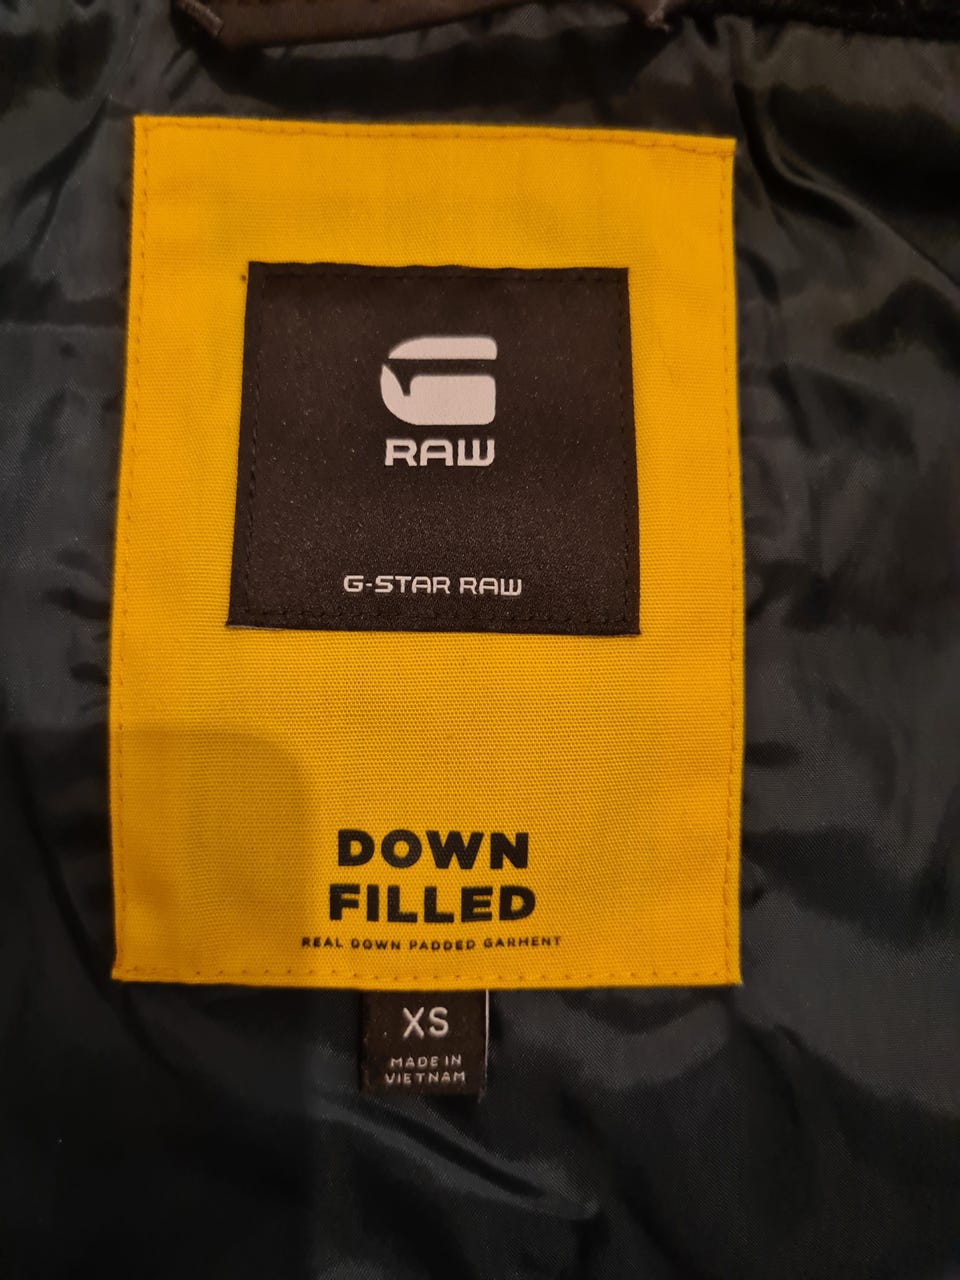 RAW
G-STAR RAW
DOWN
FILLED
REAL DOWN PADDED GARMENT
XS
MADE IN
VIETNAM